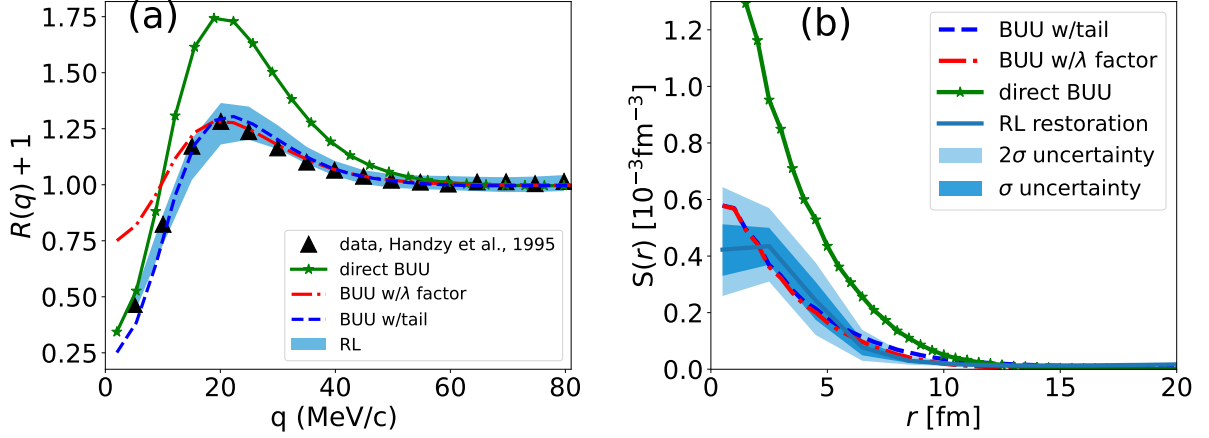 (a)
1.75
1.50
1.25
1.00
0.75
0.50
0.25
R(q) + 1
data, Handzy et al., 1995
direct BUU
BUU w/λ factor
BUU w/tail
RL
0
20
40
60
80
q (MeV/c)
(b)
1.2
1.0
0.8
0.6
0.4
0.2
0.0
S(r) [10⁻³fm⁻³]
BUU w/tail
BUU w/λ factor
direct BUU
RL restoration
2σ uncertainty
σ uncertainty
0
5
10
15
20
r [fm]